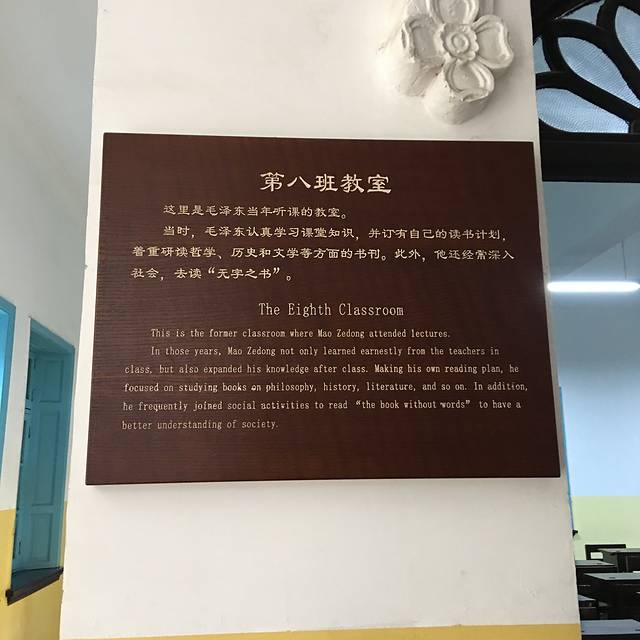 第八班教室
这里是毛泽东当年听课的教室。
当时，毛泽东认真学习课堂知识，并订有自己的读书计划，
着重研读哲学、历史和文学等方面的书刊。此外，他还经常深入
社会，去读“无字之书”。
The Eighth Classroom
This is the former classroom where Mao Zedong attended lectures.
In those years, Mao Zedong not only learned earnestly from the teachers in
class, but also expanded his knowledge after class. Making his own reading plan, he
focused on studying books on philosophy, history, literature, and so on. In addition,
he frequently joined social activities to read “the book without words” to have a
better understanding of society.